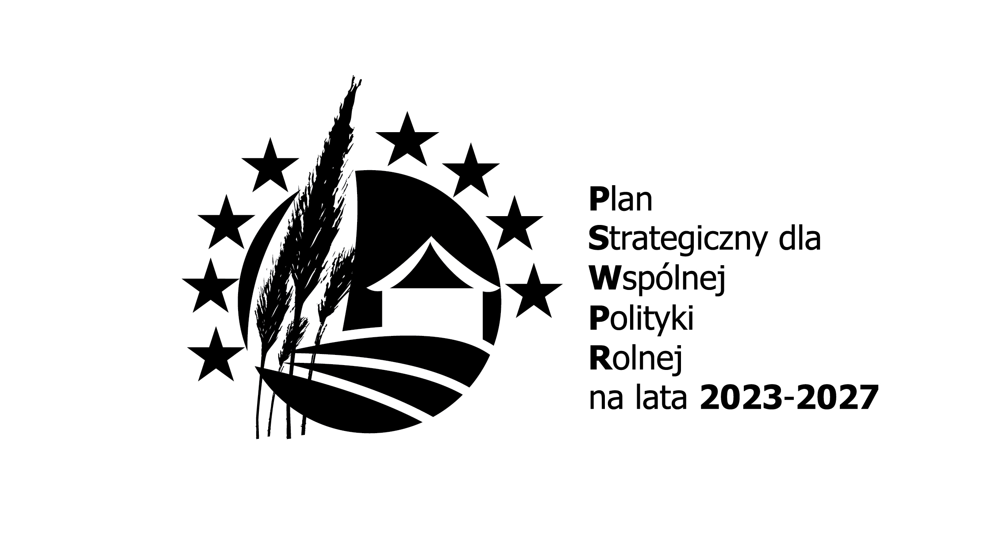 Plan
Strategiczny dla
Wspólnej
Polityki
Rolnej
na lata 2023-2027